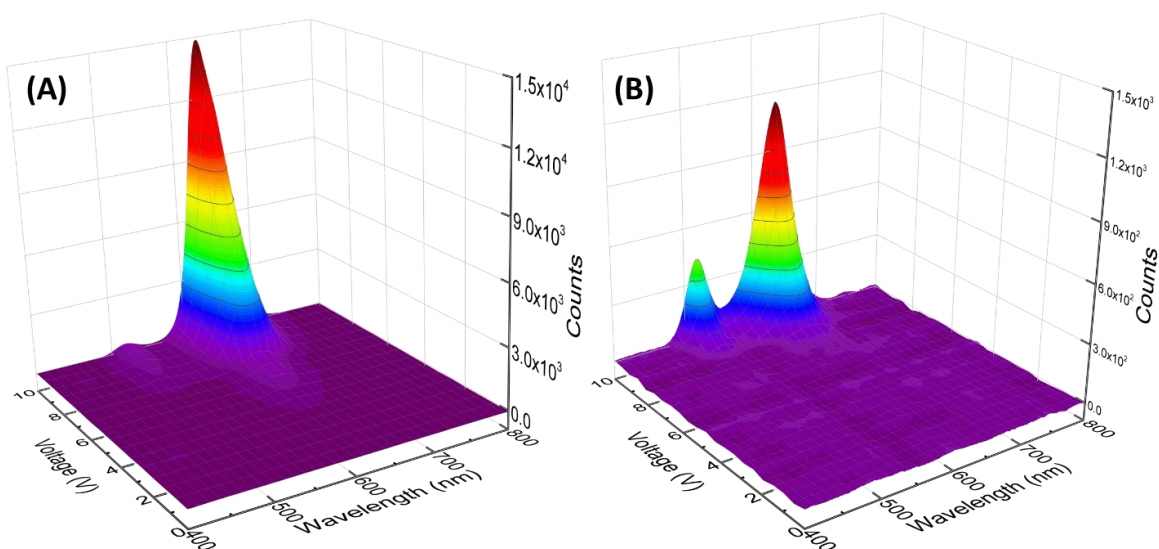 (A)
1.5x10⁴
1.2x10⁴
9.0x10³
6.0x10³
3.0x10³
0.0
Counts
10
8
6
4
2
0
Voltage (V)
400
500
600
700
800
Wavelength (nm)
(B)
1.5x10³
1.2x10³
9.0x10²
6.0x10²
3.0x10²
0.0
Counts
10
8
6
4
2
0
Voltage (V)
400
500
600
700
800
Wavelength (nm)